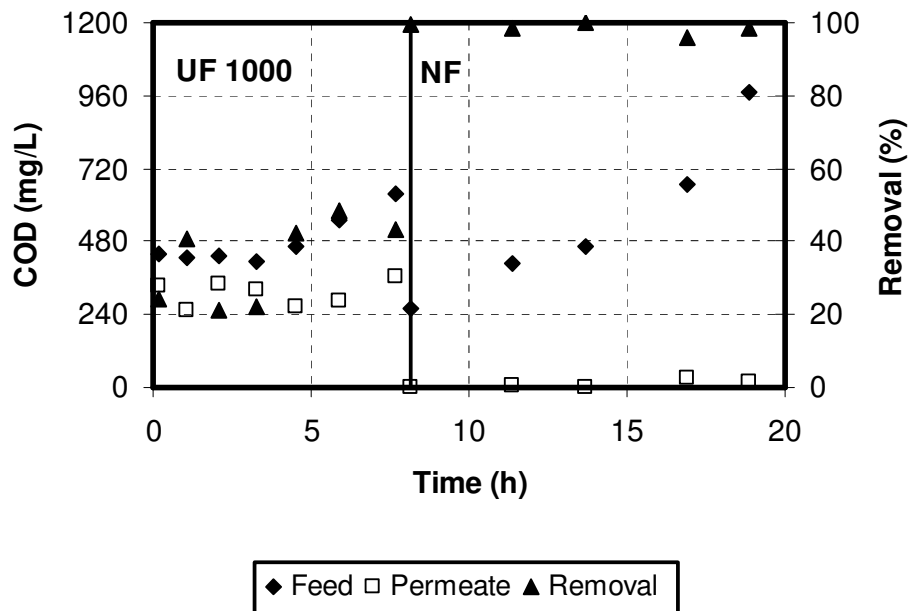 1200
960
720
480
240
0
COD (mg/L)
UF 1000
NF
100
80
60
40
20
0
Removal (%)
0 5 10 15 20
Time (h)
Feed Permeate Removal